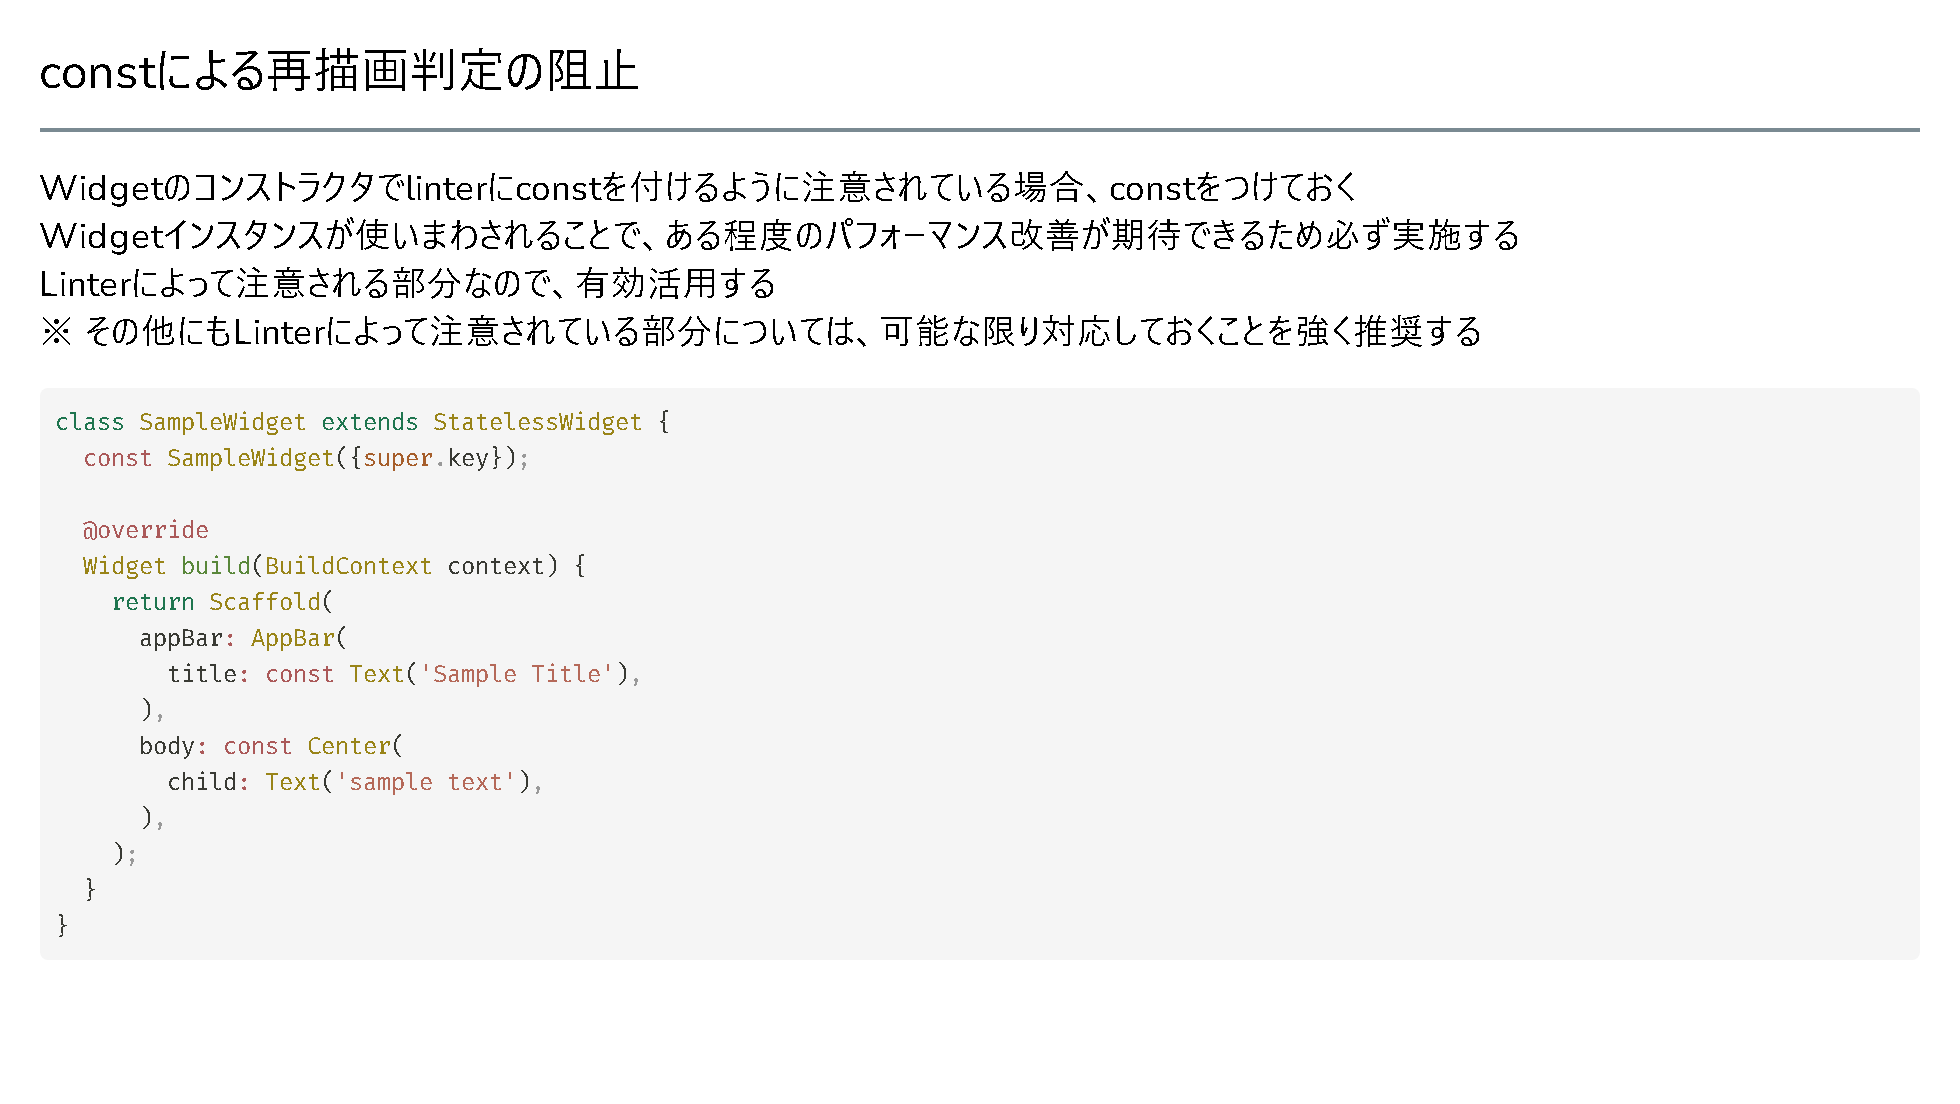 constによる再描画判定の阻止
Widgetのコンストラクタでlinterにconstを付けるように注意されている場合、constをつけておく
Widgetインスタンスが使いまわされることで、ある程度のパフォーマンス改善が期待できるため必ず実施する
Linterによって注意される部分なので、有効活用する
※ その他にもLinterによって注意されている部分については、可能な限り対応しておくことを強く推奨する
class SampleWidget extends StatelessWidget {
  const SampleWidget({super.key});

  @override
  Widget build(BuildContext context) {
    return Scaffold(
      appBar: AppBar(
        title: const Text('Sample Title'),
      ),
      body: const Center(
        child: Text('sample text'),
      ),
    );
  }
}